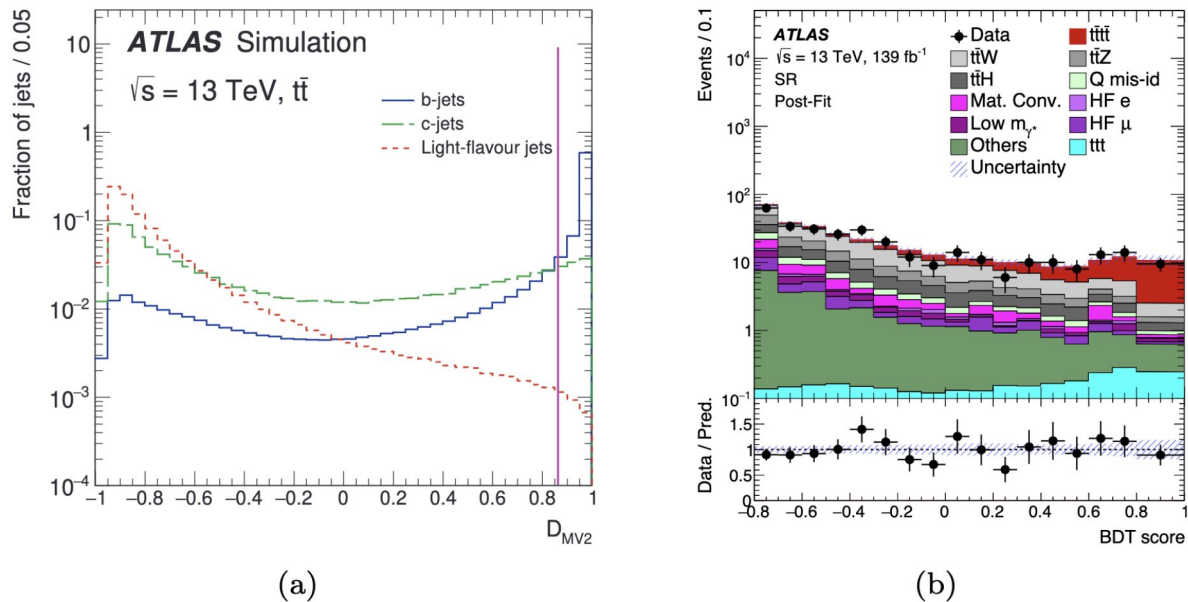 Fraction of jets / 0.05
10
1
10⁻¹
10⁻²
10⁻³
10⁻⁴
ATLAS Simulation
√s = 13 TeV, tt̄
b-jets
c-jets
Light-flavour jets
−1 −0.8 −0.6 −0.4 −0.2 0 0.2 0.4 0.6 0.8 1
D_MV2
(a)
Events / 0.1
10⁴
10³
10²
10
1
10⁻¹
ATLAS
√s = 13 TeV, 139 fb⁻¹
SR
Post-Fit
Data
tt̄W
tt̄H
Mat. Conv.
Low m_γ*
Others
Uncertainty
tt̄tt̄
tt̄Z
Q mis-id
HF e
HF μ
ttt
Data / Pred.
1.5
1
0.5
0
−0.8 −0.6 −0.4 −0.2 0 0.2 0.4 0.6 0.8 1
BDT score
(b)